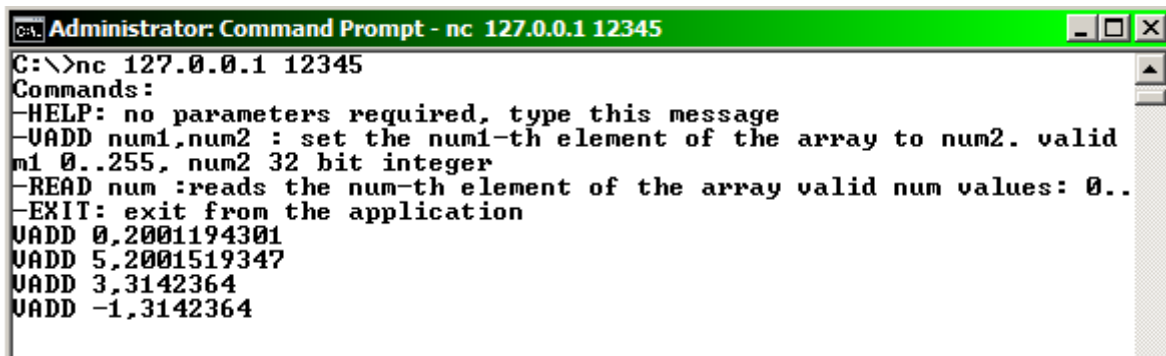 Administrator: Command Prompt - nc 127.0.0.1 12345
C:\>nc 127.0.0.1 12345
Commands:
-HELP: no parameters required, type this message
-VADD num1,num2 : set the num1-th element of the array to num2. valid
m1 0..255, num2 32 bit integer
-READ num :reads the num-th element of the array valid num values: 0..
-EXIT: exit from the application
VADD 0,2001194301
VADD 5,2001519347
VADD 3,3142364
VADD -1,3142364